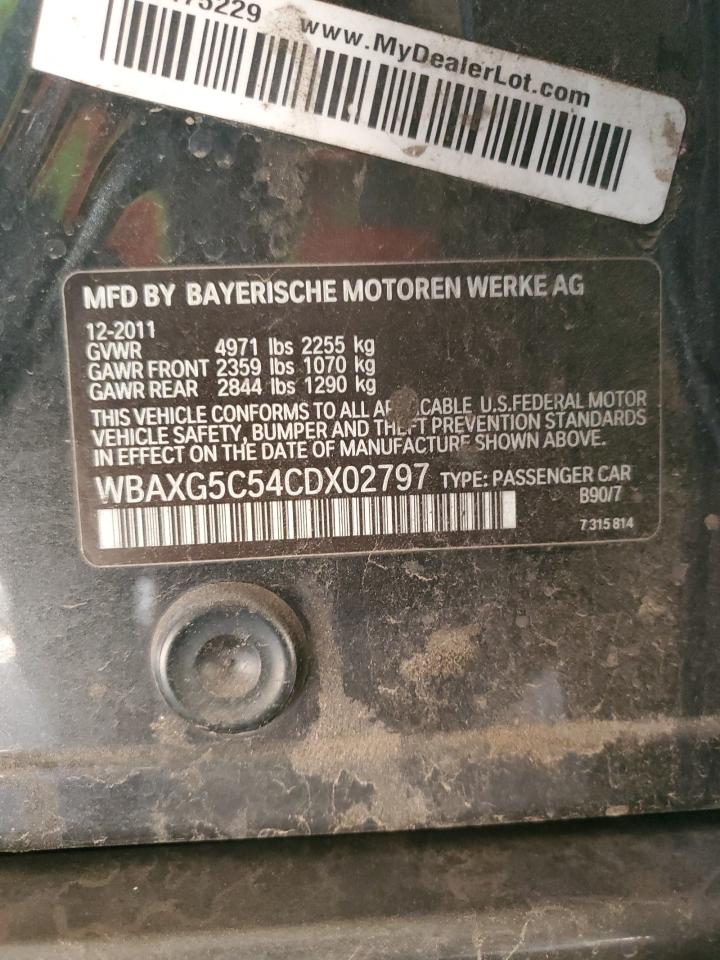 www.MyDealerLot.com
MFD BY BAYERISCHE MOTOREN WERKE AG
12-2011
GVWR 4971 lbs 2255 kg
GAWR FRONT 2359 lbs 1070 kg
GAWR REAR 2844 lbs 1290 kg
THIS VEHICLE CONFORMS TO ALL APPLICABLE U.S.FEDERAL MOTOR
VEHICLE SAFETY, BUMPER AND THEFT PREVENTION STANDARDS
IN EFFECT ON THE DATE OF MANUFACTURE SHOWN ABOVE.
WBAXG5C54CDX02797 TYPE: PASSENGER CAR
B90/7
7 315 814